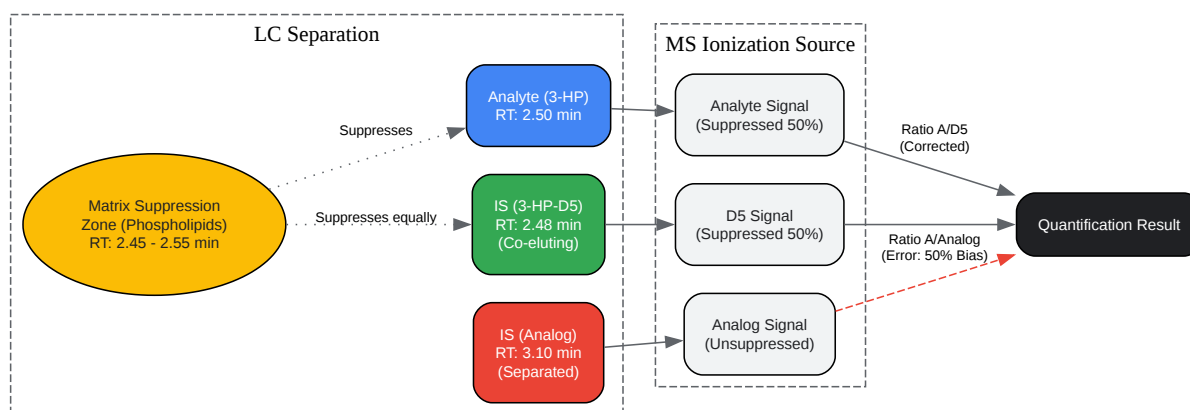 LC Separation
MS Ionization Source
Matrix Suppression
Zone (Phospholipids)
RT: 2.45 - 2.55 min
Suppresses
Suppresses equally
Analyte (3-HP)
RT: 2.50 min
IS (3-HP-D5)
RT: 2.48 min
(Co-eluting)
IS (Analog)
RT: 3.10 min
(Separated)
Analyte Signal
(Suppressed 50%)
D5 Signal
(Suppressed 50%)
Analog Signal
(Unsuppressed)
Ratio A/D5
(Corrected)
Ratio A/Analog
(Error: 50% Bias)
Quantification Result